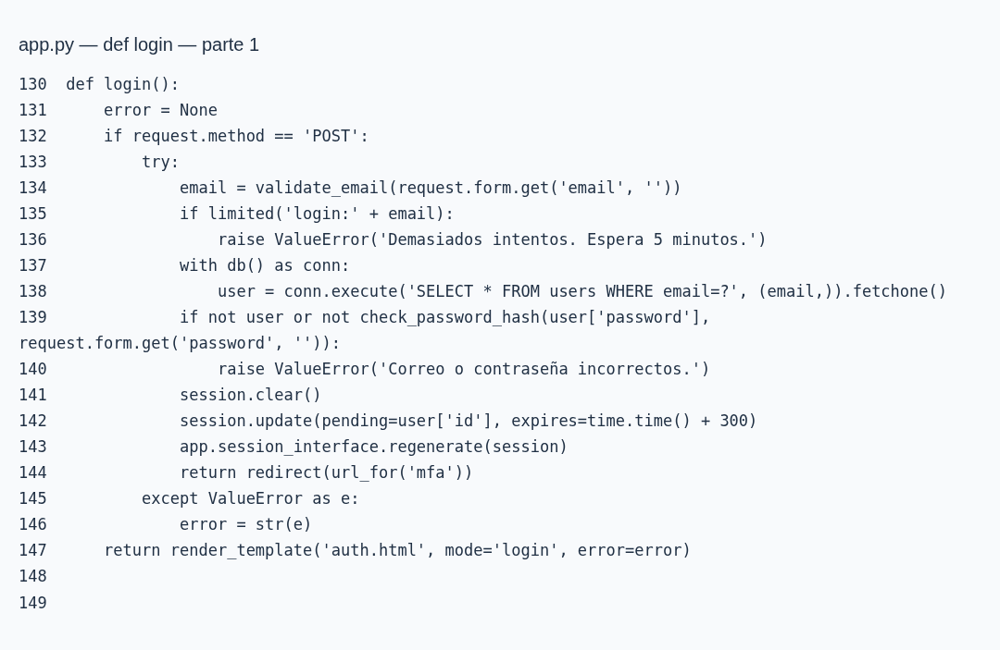 app.py — def login — parte 1
130  def login():
131      error = None
132      if request.method == 'POST':
133          try:
134              email = validate_email(request.form.get('email', ''))
135              if limited('login:' + email):
136                  raise ValueError('Demasiados intentos. Espera 5 minutos.')
137              with db() as conn:
138                  user = conn.execute('SELECT * FROM users WHERE email=?', (email,)).fetchone()
139              if not user or not check_password_hash(user['password'],
request.form.get('password', '')):
140                  raise ValueError('Correo o contraseña incorrectos.')
141              session.clear()
142              session.update(pending=user['id'], expires=time.time() + 300)
143              app.session_interface.regenerate(session)
144              return redirect(url_for('mfa'))
145          except ValueError as e:
146              error = str(e)
147      return render_template('auth.html', mode='login', error=error)
148
149